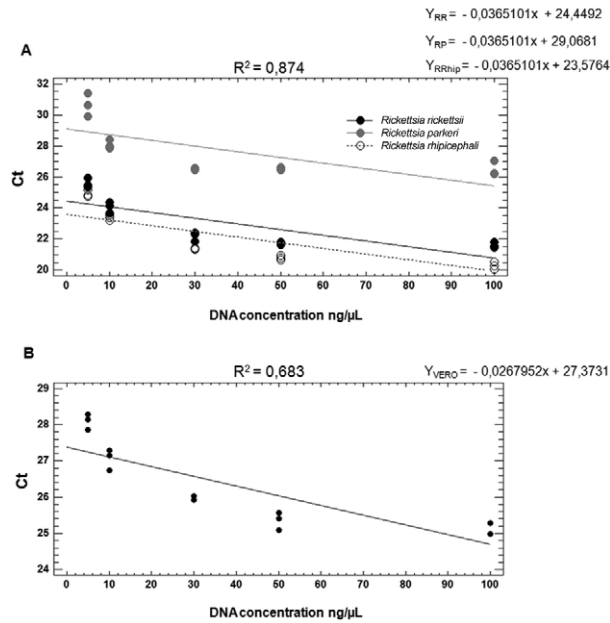 Y_RR = - 0,0365101x + 24,4492
A
Y_RP = - 0,0365101x + 29,0681
R² = 0,874
Y_RRhip = -0,0365101x + 23,5764
32
30
28
26
24
22
20
Ct
Rickettsia rickettsii
Rickettsia parkeri
Rickettsia rhipicephali
0 10 20 30 40 50 60 70 80 90 100
DNA concentration ng/µL
B
R² = 0,683
Y_VERO = - 0,0267952x + 27,3731
29
28
27
26
25
24
Ct
0 10 20 30 40 50 60 70 80 90 100
DNA concentration ng/µL